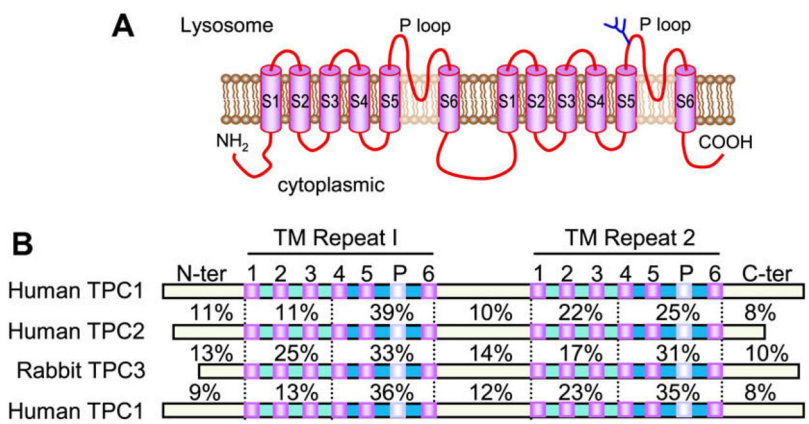 A
Lysosome
P loop
P loop
S1 S2 S3 S4 S5 S6 S1 S2 S3 S4 S5 S6
NH2
COOH
cytoplasmic
B
TM Repeat I
TM Repeat 2
N-ter 1 2 3 4 5 P 6 1 2 3 4 5 P 6 C-ter
Human TPC1
11% 11% 39% 10% 22% 25% 8%
Human TPC2
13% 25% 33% 14% 17% 31% 10%
Rabbit TPC3
9% 13% 36% 12% 23% 35% 8%
Human TPC1